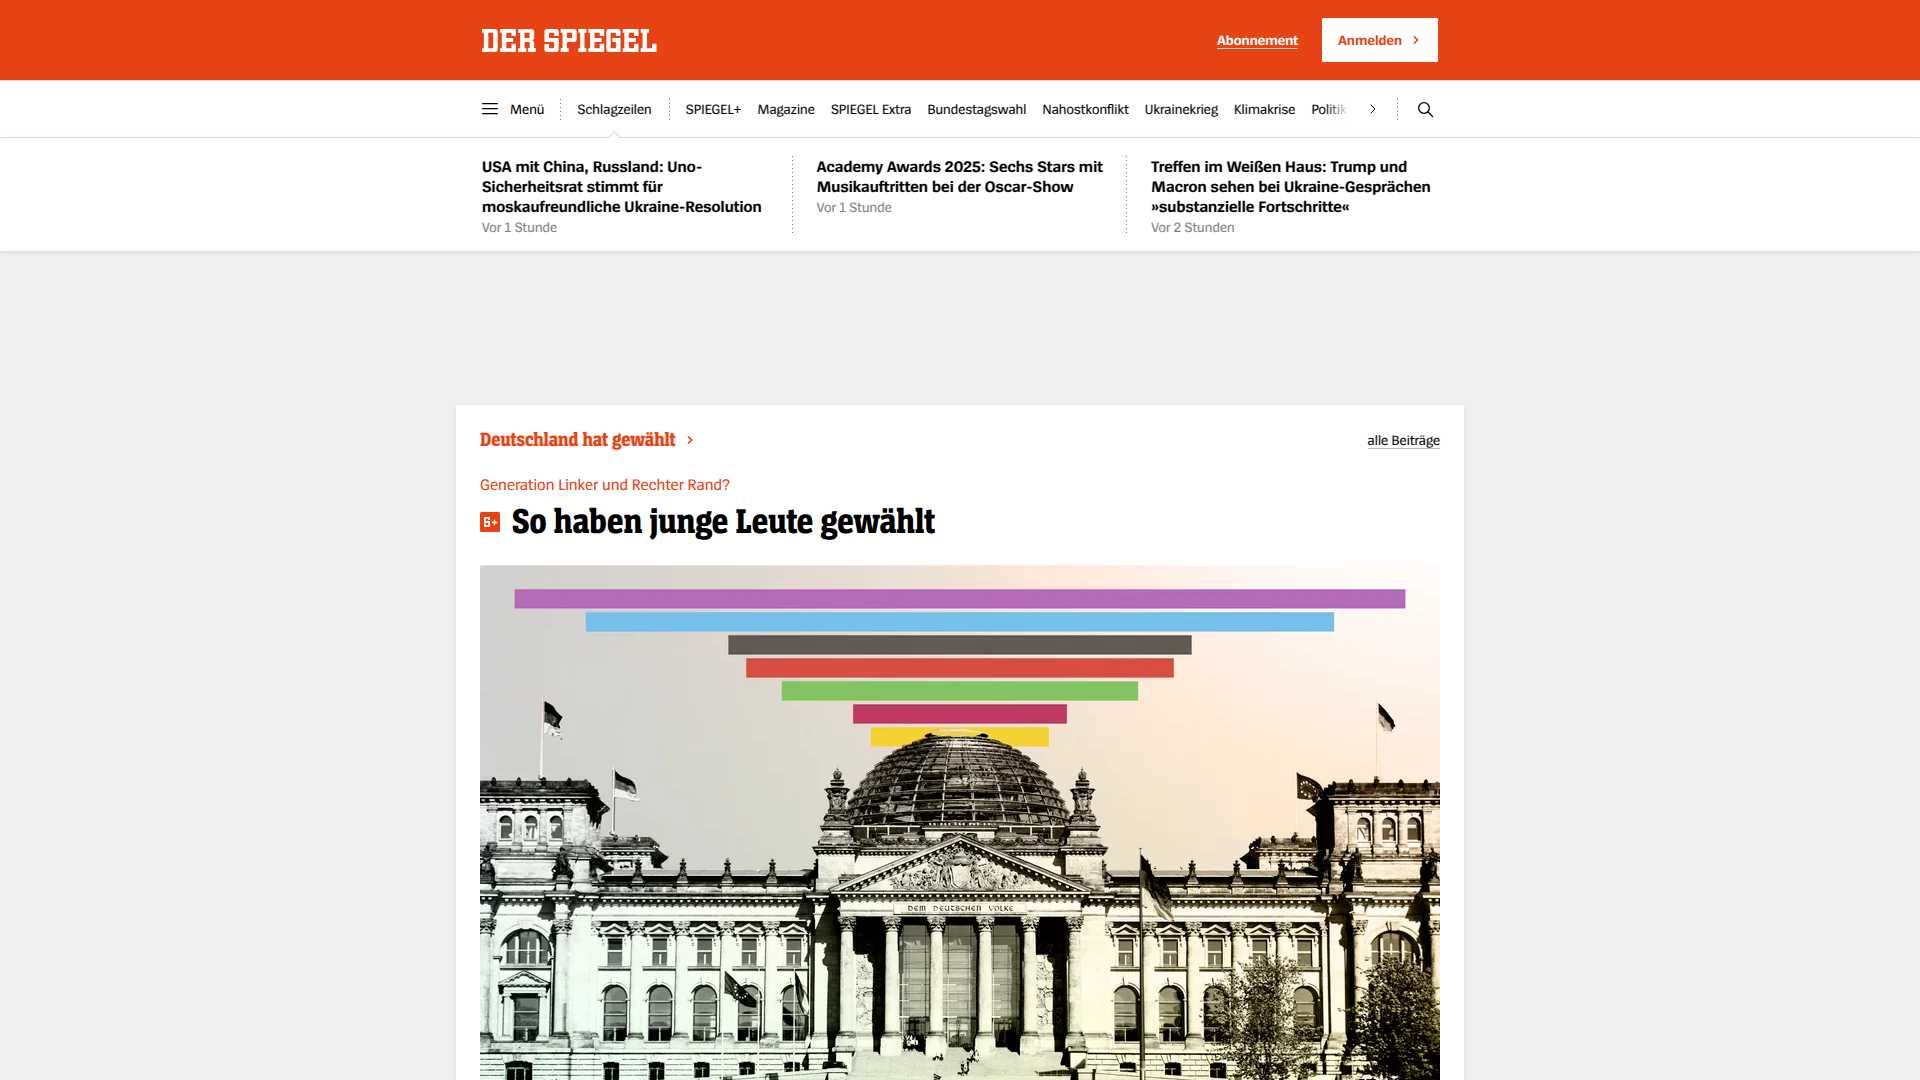 DER SPIEGEL
Abonnement
Anmelden
Menü
Schlagzeilen
SPIEGEL+
Magazine
SPIEGEL Extra
Bundestagswahl
Nahostkonflikt
Ukrainekrieg
Klimakrise
Politik
USA mit China, Russland: Uno-
Sicherheitsrat stimmt für
moskaufreundliche Ukraine-Resolution
Vor 1 Stunde
Academy Awards 2025: Sechs Stars mit
Musikauftritten bei der Oscar-Show
Vor 1 Stunde
Treffen im Weißen Haus: Trump und
Macron sehen bei Ukraine-Gesprächen
»substanzielle Fortschritte«
Vor 2 Stunden
Deutschland hat gewählt
alle Beiträge
Generation Linker und Rechter Rand?
S+ So haben junge Leute gewählt
DEM DEUTSCHEN VOLKE